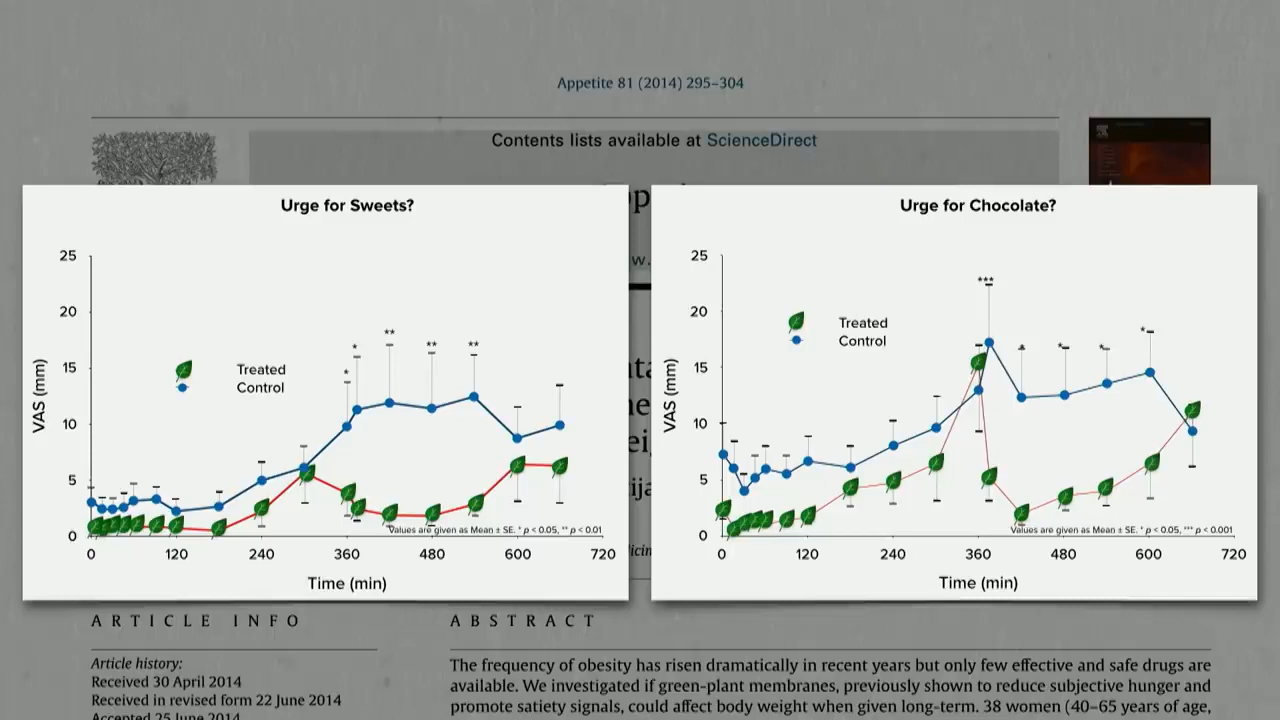 Appetite 81 (2014) 295–304
Contents lists available at ScienceDirect
Urge for Sweets?
25
20
15
10
5
0
VAS (mm)
Treated
Control
*
*
**
**
**
Values are given as Mean ± SE. * p < 0.05, ** p < 0.01
0 120 240 360 480 600 720
Time (min)
Urge for Chocolate?
25
20
15
10
5
0
VAS (mm)
Treated
Control
***
*
*
*
*
Values are given as Mean ± SE. * p < 0.05, *** p < 0.001
0 120 240 360 480 600 720
Time (min)
ARTICLE INFO
Article history:
Received 30 April 2014
Received in revised form 22 June 2014
Accepted 25 June 2014
ABSTRACT
The frequency of obesity has risen dramatically in recent years but only few effective and safe drugs are
available. We investigated if green-plant membranes, previously shown to reduce subjective hunger and
promote satiety signals, could affect body weight when given long-term. 38 women (40–65 years of age,